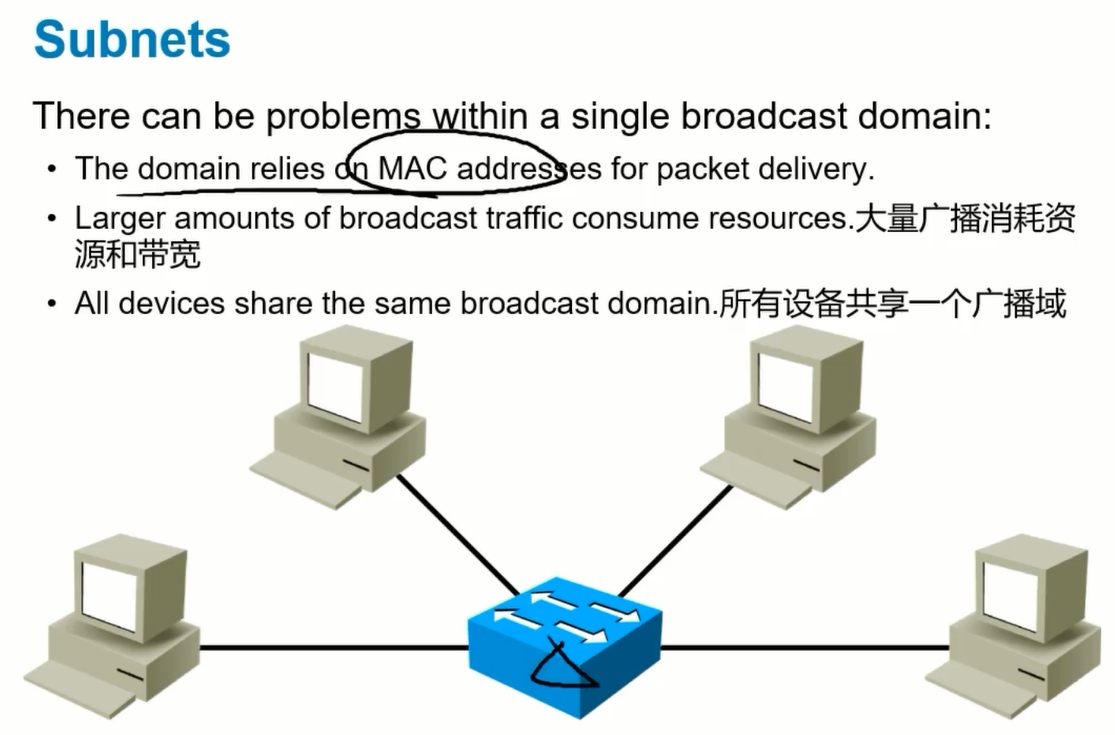 Subnets
There can be problems within a single broadcast domain:
• The domain relies on MAC addresses for packet delivery.
• Larger amounts of broadcast traffic consume resources.大量广播消耗资
源和带宽
• All devices share the same broadcast domain.所有设备共享一个广播域